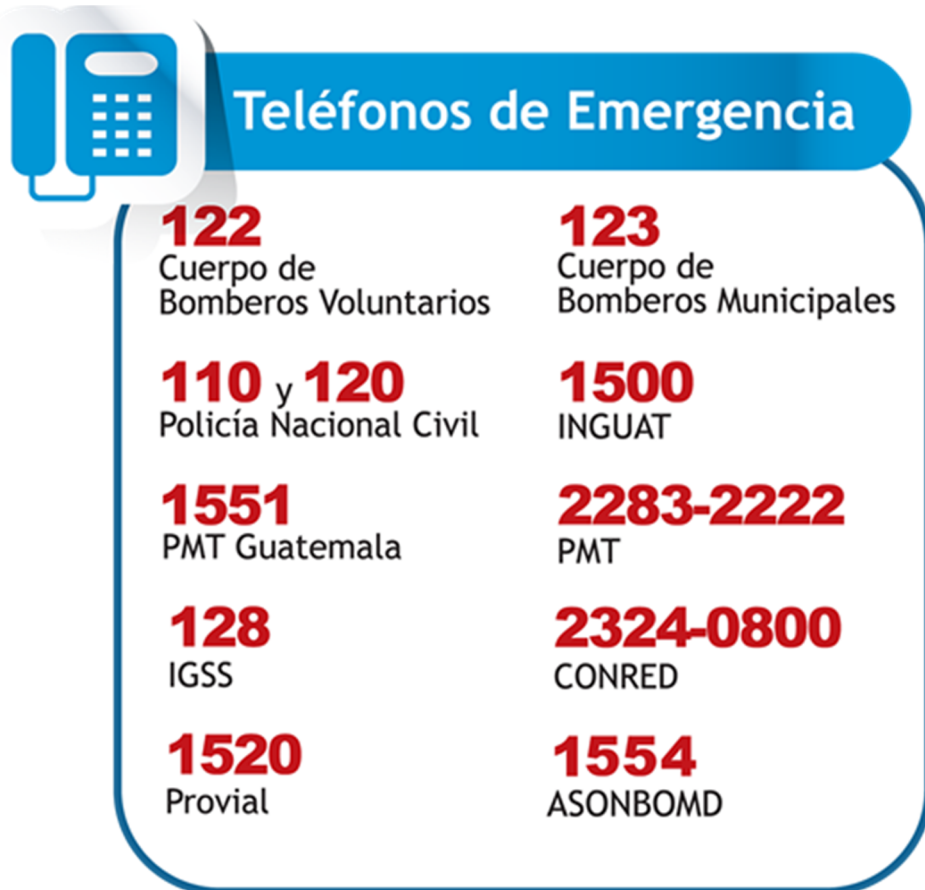 Teléfonos de Emergencia
122
Cuerpo de
Bomberos Voluntarios
123
Cuerpo de
Bomberos Municipales
110 y 120
Policía Nacional Civil
1500
INGUAT
1551
PMT Guatemala
2283-2222
PMT
128
IGSS
2324-0800
CONRED
1520
Provial
1554
ASONBOMD